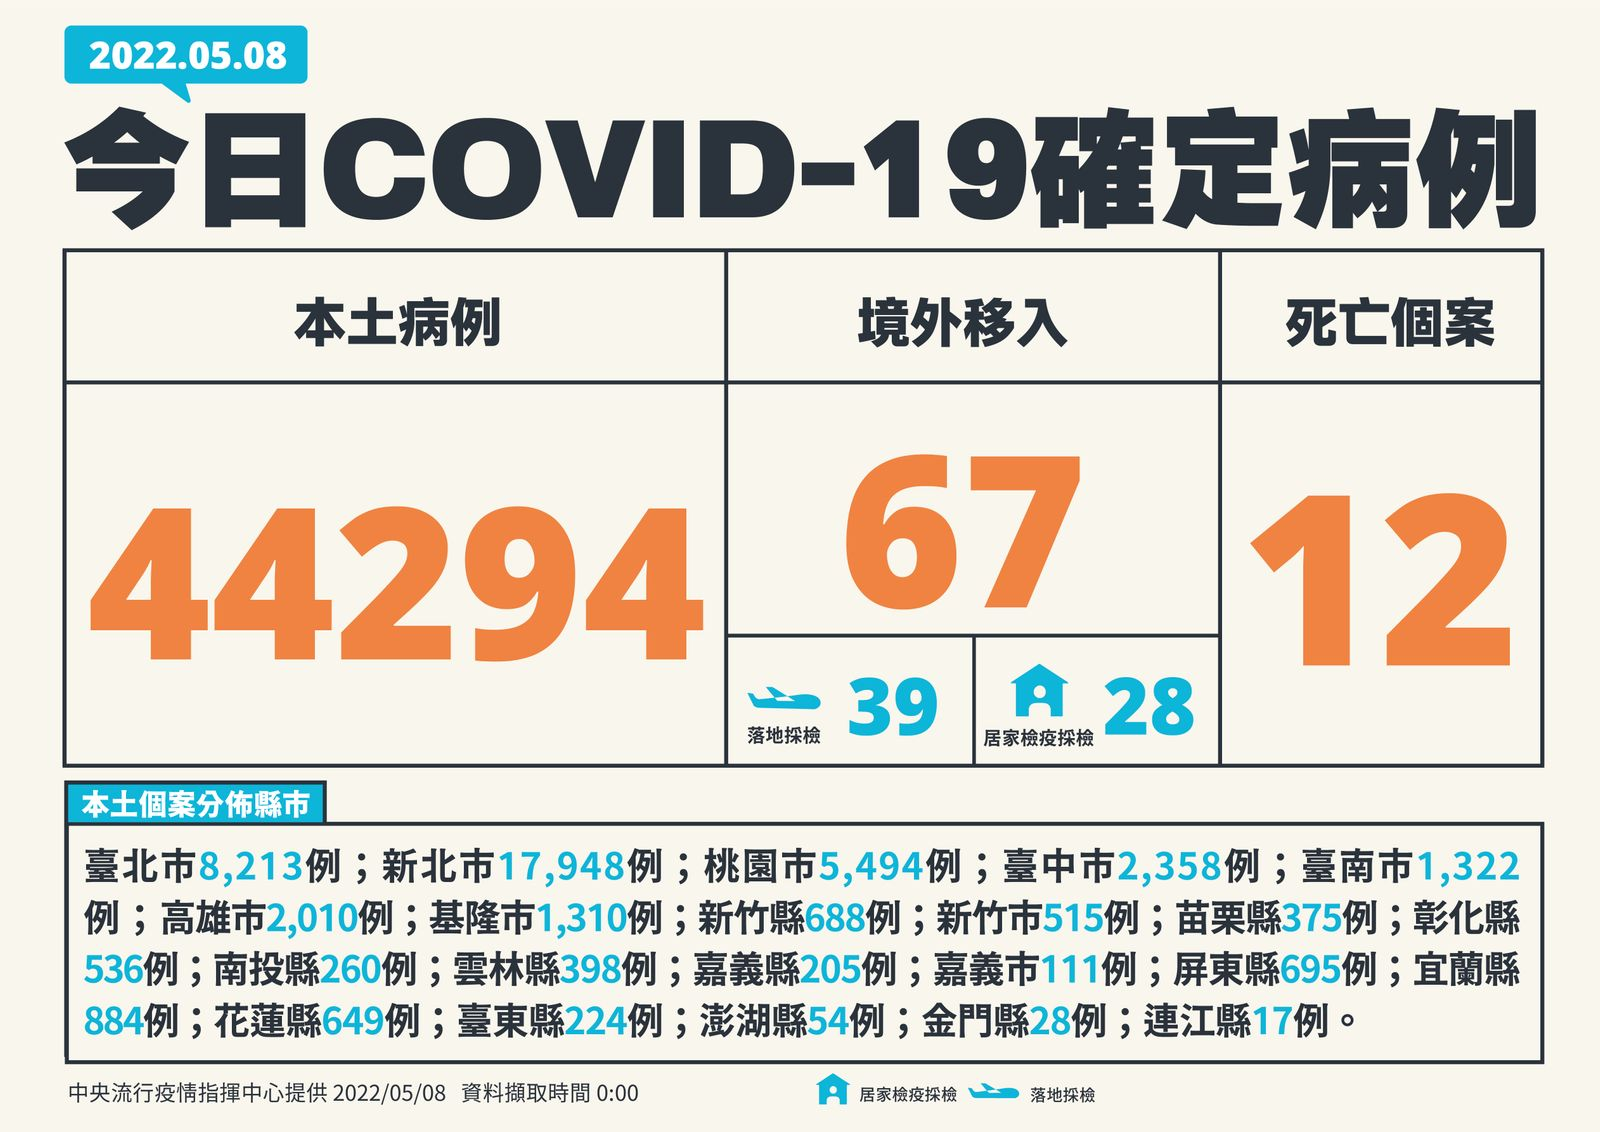 2022.05.08
今日COVID-19確定病例
本土病例
境外移入
死亡個案
44294
67
12
落地採檢
39
居家檢疫採檢
28
本土個案分佈縣市
臺北市8,213例；新北市17,948例；桃園市5,494例；臺中市2,358例；臺南市1,322
例；高雄市2,010例；基隆市1,310例；新竹縣688例；新竹市515例；苗栗縣375例；彰化縣
536例；南投縣260例；雲林縣398例；嘉義縣205例；嘉義市111例；屏東縣695例；宜蘭縣
884例；花蓮縣649例；臺東縣224例；澎湖縣54例；金門縣28例；連江縣17例。
中央流行疫情指揮中心提供 2022/05/08 資料擷取時間 0:00
居家檢疫採檢
落地採檢